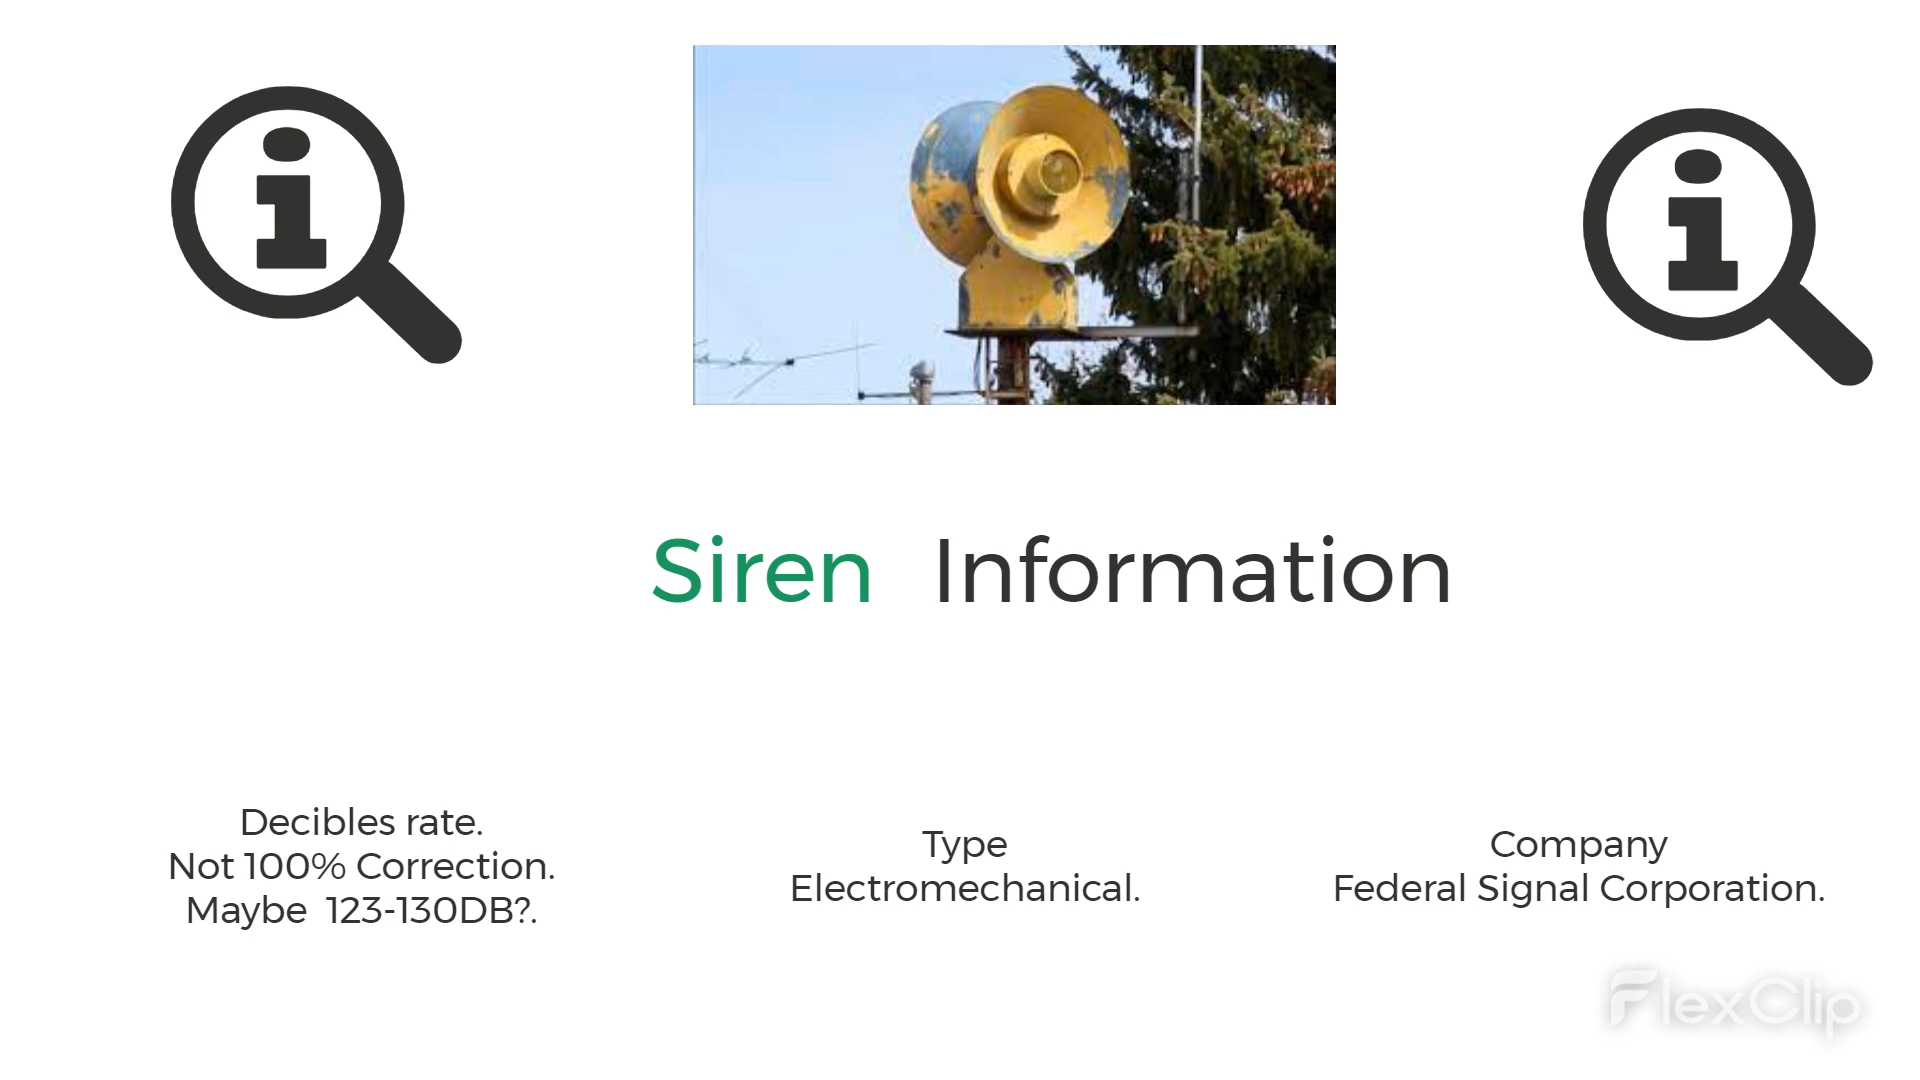 Siren Information
Decibles rate.
Not 100% Correction.
Maybe 123-130DB?.
Type
Electromechanical.
Company
Federal Signal Corporation.
FlexClip